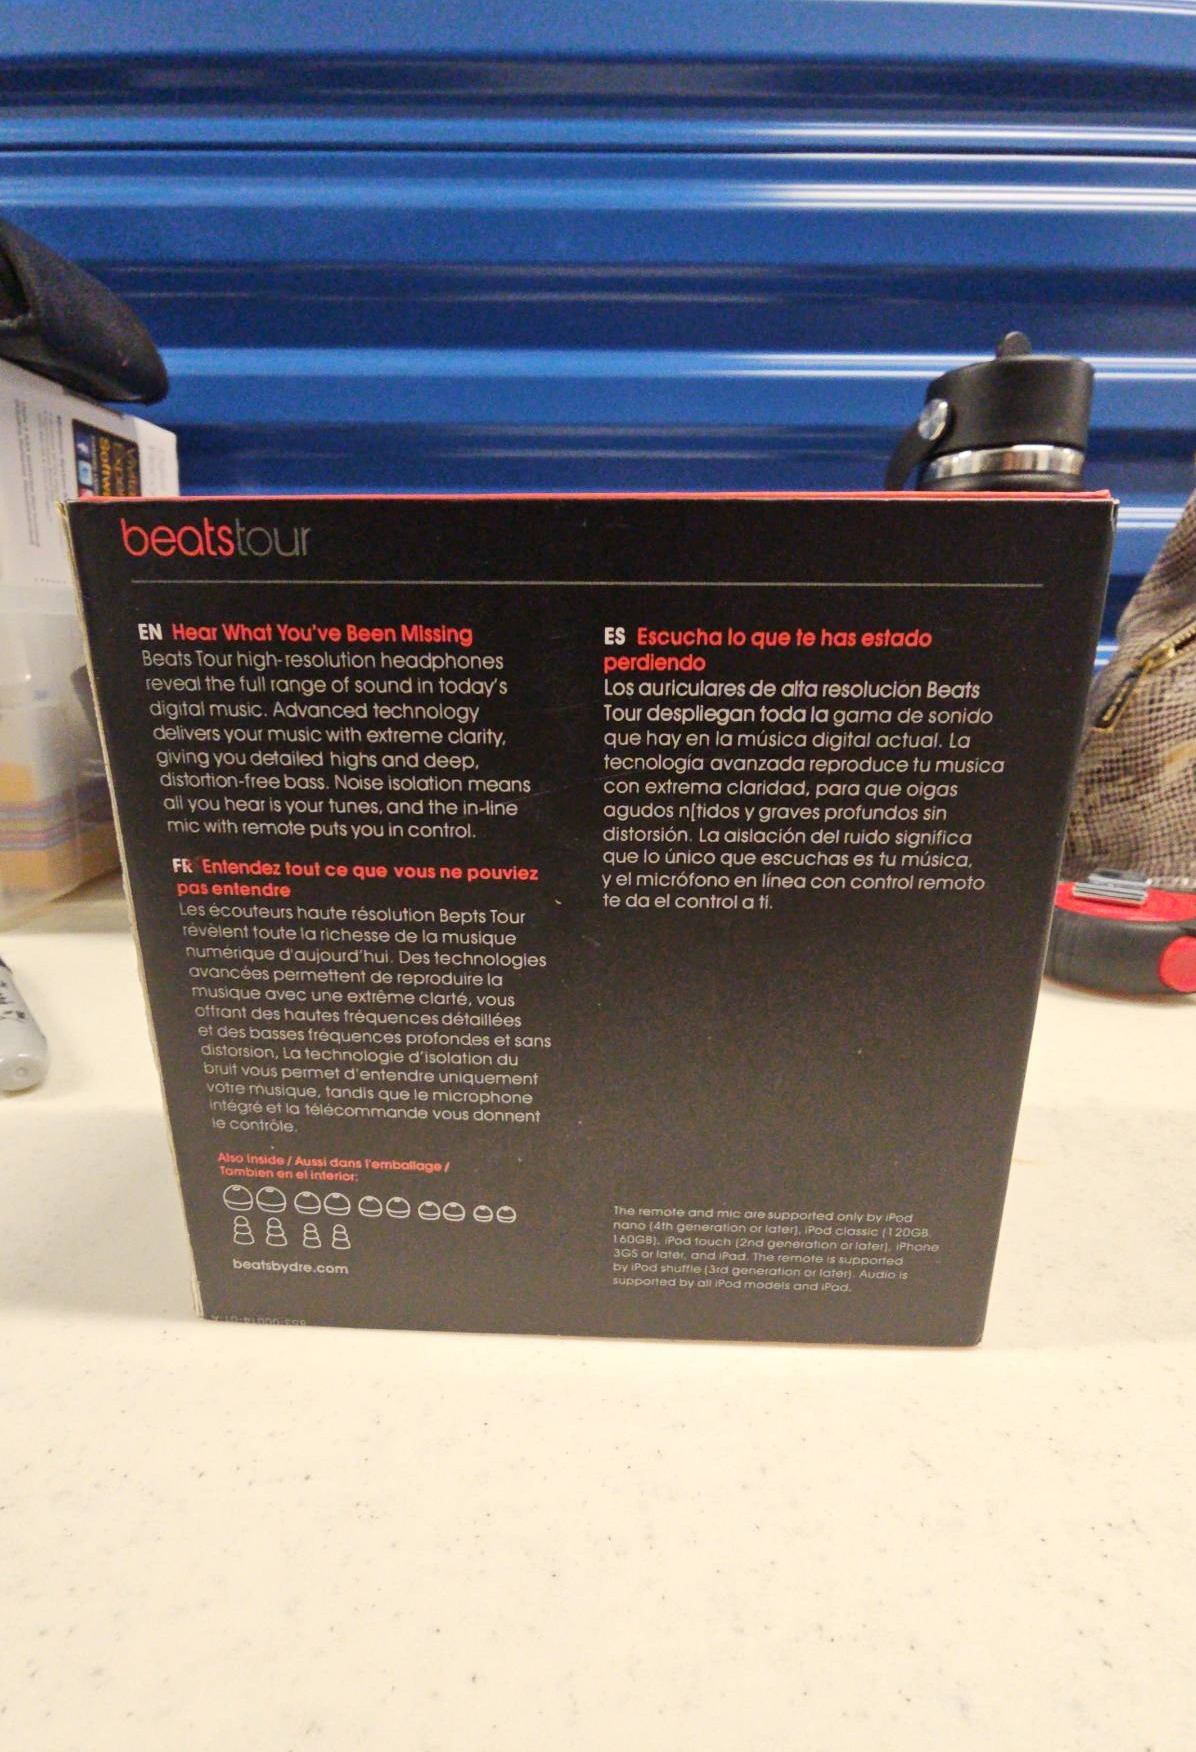 beatstour
EN Hear What You've Been Missing
Beats Tour high-resolution headphones
reveal the full range of sound in today's
digital music. Advanced technology
delivers your music with extreme clarity,
giving you detailed highs and deep,
distortion-free bass. Noise isolation means
all you hear is your tunes, and the in-line
mic with remote puts you in control.
FR Entendez tout ce que vous ne pouviez
pas entendre
Les écouteurs haute résolution Bepts Tour
révèlent toute la richesse de la musique
numérique d'aujourd'hui. Des technologies
avancées permettent de reproduire la
musique avec une extrême clarté, vous
offrant des hautes fréquences détaillées
et des basses fréquences profondes et sans
distorsion, La technologie d'isolation du
bruit vous permet d'entendre uniquement
votre musique, tandis que le microphone
intégré et la télécommande vous donnent
le contrôle.
Also Inside / Aussi dans l'emballage /
Tambien en el interior:
beatsbydre.com
ES Escucha lo que te has estado
perdiendo
Los auriculares de alta resolucion Beats
Tour despliegan toda la gama de sonido
que hay en la música digital actual. La
tecnología avanzada reproduce tu musica
con extrema claridad, para que oigas
agudos n[tidos y graves profundos sin
distorsión. La aislación del ruido significa
que lo único que escuchas es tu música,
y el micrófono en línea con control remoto
te da el control a ti.
The remote and mic are supported only by iPod
nano (4th generation or later), iPod classic (120GB,
160GB), iPod touch (2nd generation or later), iPhone
3GS or later, and iPad. The remote is supported
by iPod shuffle (3rd generation or later). Audio is
supported by all iPod models and iPad.